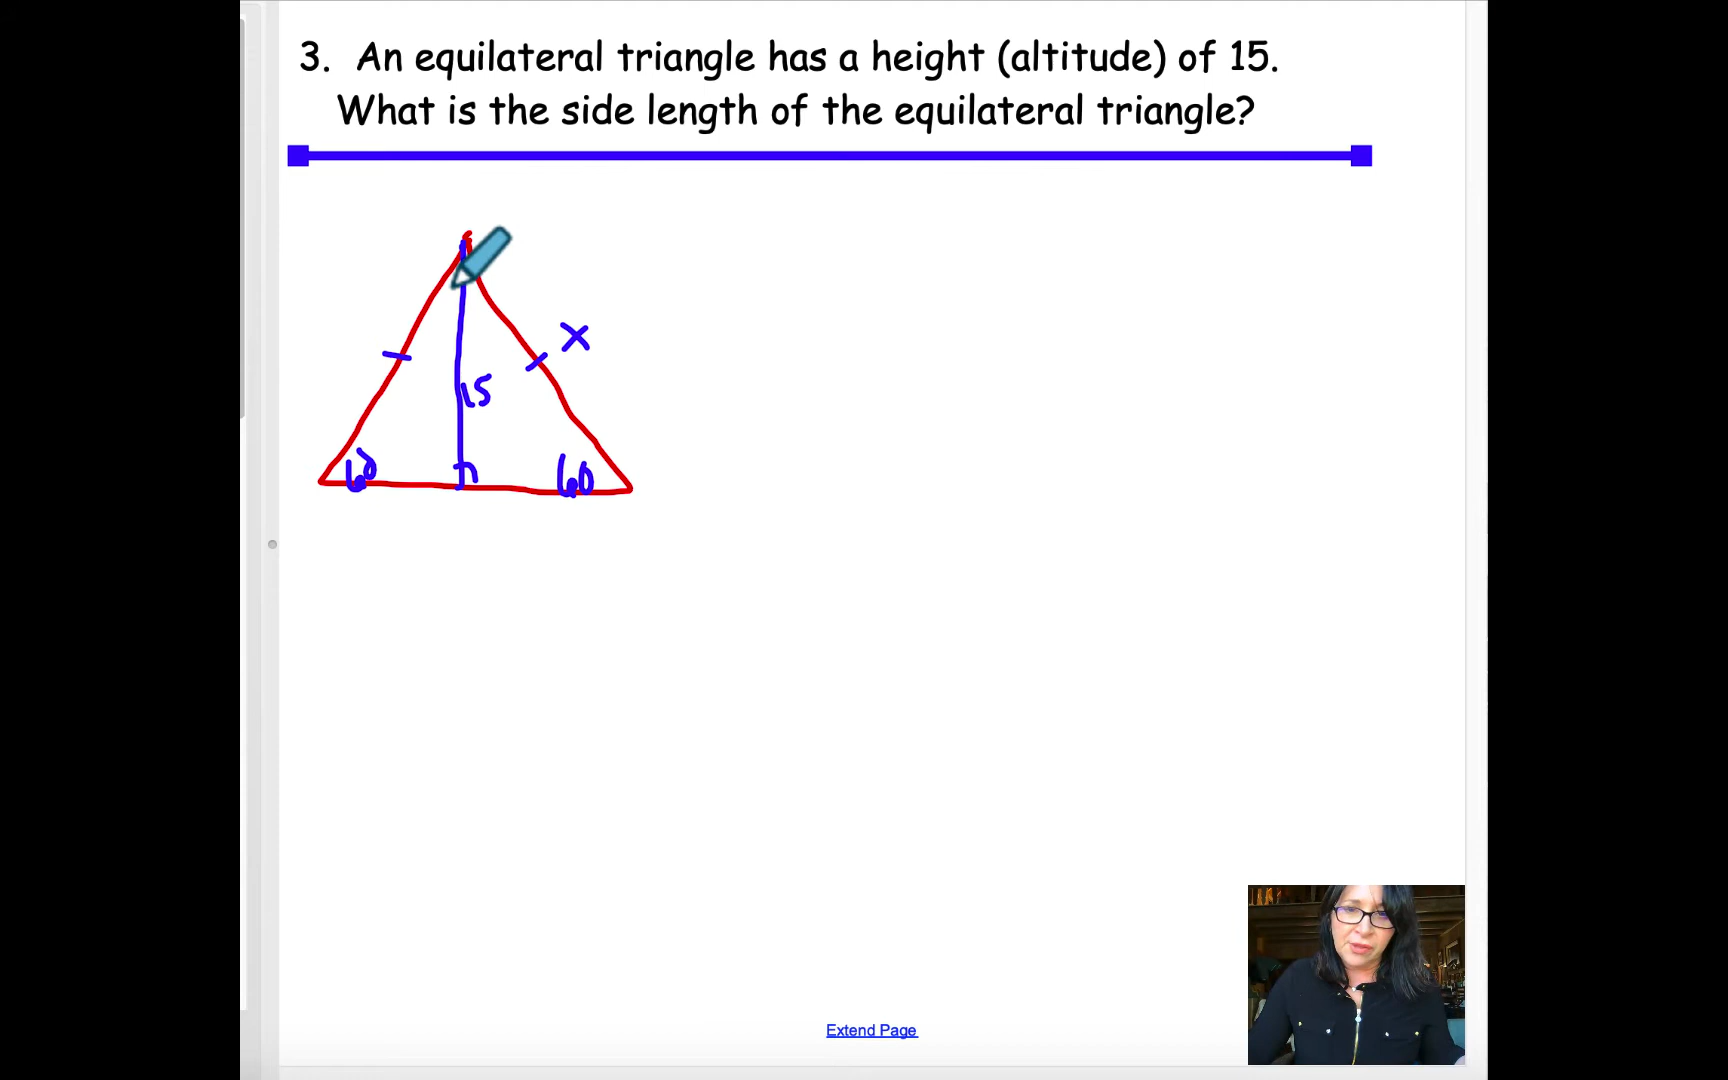 3. An equilateral triangle has a height (altitude) of 15.
What is the side length of the equilateral triangle?
x
15
60
60
Extend Page